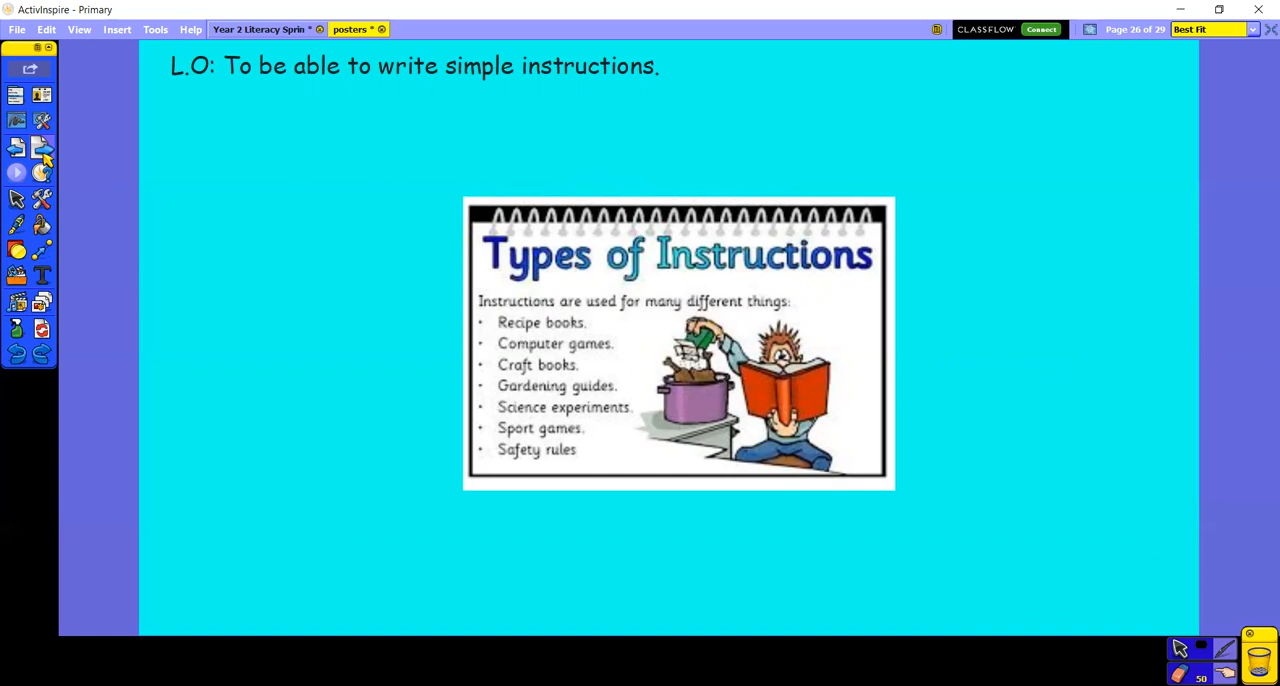 ActivInspire - Primary
File Edit View Insert Tools Help Year 2 Literacy Sprin * posters * CLASSFLOW Connect Page 26 of 29 Best Fit
L.O: To be able to write simple instructions.
Types of Instructions
Instructions are used for many different things:
· Recipe books.
· Computer games.
· Craft books.
· Gardening guides.
· Science experiments.
· Sport games.
· Safety rules
50